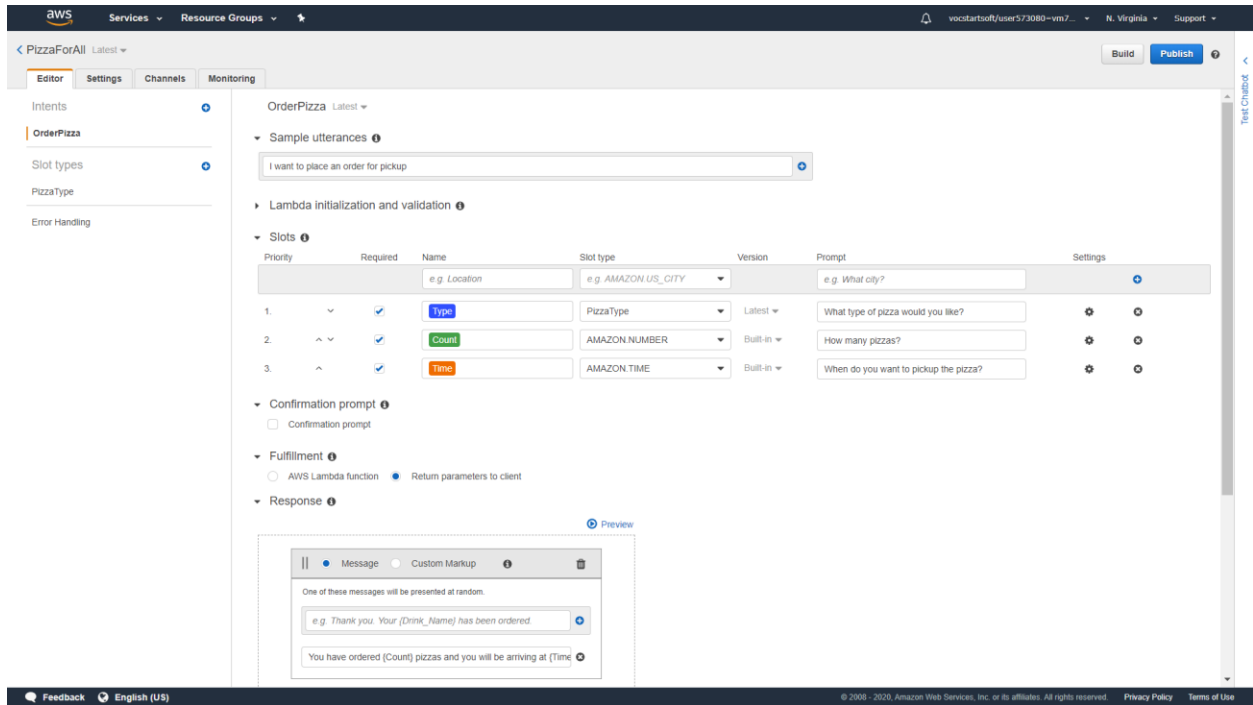 aws Services Resource Groups vocstartsoft/user573080=vm7... N. Virginia Support
PizzaForAll Latest Build Publish
Editor Settings Channels Monitoring
Test Chatbot
Intents
OrderPizza
Slot types
PizzaType
Error Handling
OrderPizza Latest
Sample utterances
I want to place an order for pickup
Lambda initialization and validation
Slots
Priority Required Name Slot type Version Prompt Settings
e.g. Location e.g. AMAZON.US_CITY e.g. What city?
1. Type PizzaType Latest What type of pizza would you like?
2. Count AMAZON.NUMBER Built-in How many pizzas?
3. Time AMAZON.TIME Built-in When do you want to pickup the pizza?
Confirmation prompt
Confirmation prompt
Fulfillment
AWS Lambda function Return parameters to client
Response
Preview
Message Custom Markup
One of these messages will be presented at random.
e.g. Thank you. Your {Drink_Name} has been ordered.
You have ordered {Count} pizzas and you will be arriving at {Time
Feedback English (US) © 2008 - 2020, Amazon Web Services, Inc. or its affiliates. All rights reserved. Privacy Policy Terms of Use